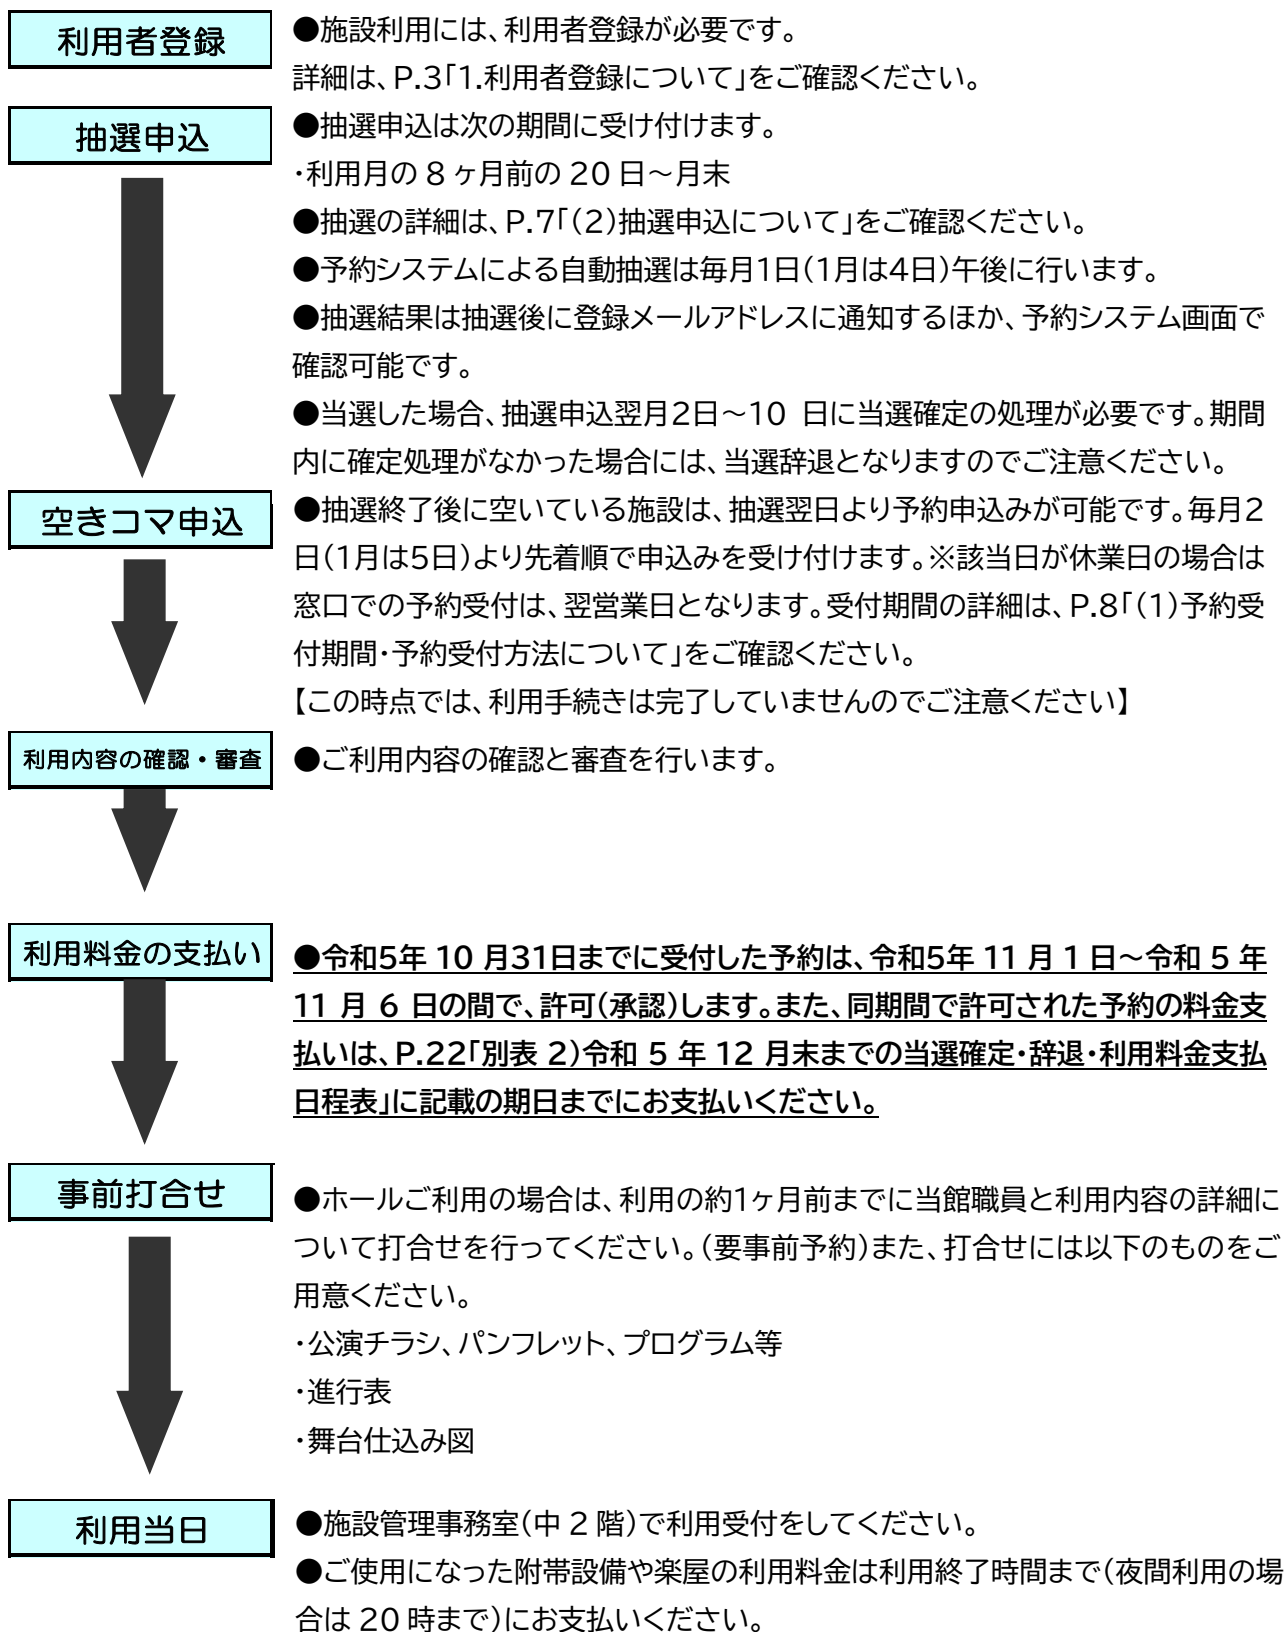 利用者登録
●施設利用には、利用者登録が必要です。
詳細は、P.3「1.利用者登録について」をご確認ください。
抽選申込
●抽選申込は次の期間に受け付けます。
・利用月の 8 ヶ月前の 20 日～月末
●抽選の詳細は、P.7「(2)抽選申込について」をご確認ください。
●予約システムによる自動抽選は毎月1日(1月は4日)午後に行います。
●抽選結果は抽選後に登録メールアドレスに通知するほか、予約システム画面で
確認可能です。
●当選した場合、抽選申込翌月2日～10 日に当選確定の処理が必要です。期間
内に確定処理がなかった場合には、当選辞退となりますのでご注意ください。
空きコマ申込
●抽選終了後に空いている施設は、抽選翌日より予約申込みが可能です。毎月2
日(1月は5日)より先着順で申込みを受け付けます。※該当日が休業日の場合は
窓口での予約受付は、翌営業日となります。受付期間の詳細は、P.8「(1)予約受
付期間・予約受付方法について」をご確認ください。
【この時点では、利用手続きは完了していませんのでご注意ください】
利用内容の確認・審査
●ご利用内容の確認と審査を行います。
利用料金の支払い
●令和5年 10 月31日までに受付した予約は、令和5年 11 月 1 日～令和 5 年
11 月 6 日の間で、許可(承認)します。また、同期間で許可された予約の料金支
払いは、P.22「別表 2)令和 5 年 12 月末までの当選確定・辞退・利用料金支払
日程表」に記載の期日までにお支払いください。
事前打合せ
●ホールご利用の場合は、利用の約1ヶ月前までに当館職員と利用内容の詳細に
ついて打合せを行ってください。(要事前予約)また、打合せには以下のものをご
用意ください。
・公演チラシ、パンフレット、プログラム等
・進行表
・舞台仕込み図
利用当日
●施設管理事務室(中 2 階)で利用受付をしてください。
●ご使用になった附帯設備や楽屋の利用料金は利用終了時間まで(夜間利用の場
合は 20 時まで)にお支払いください。